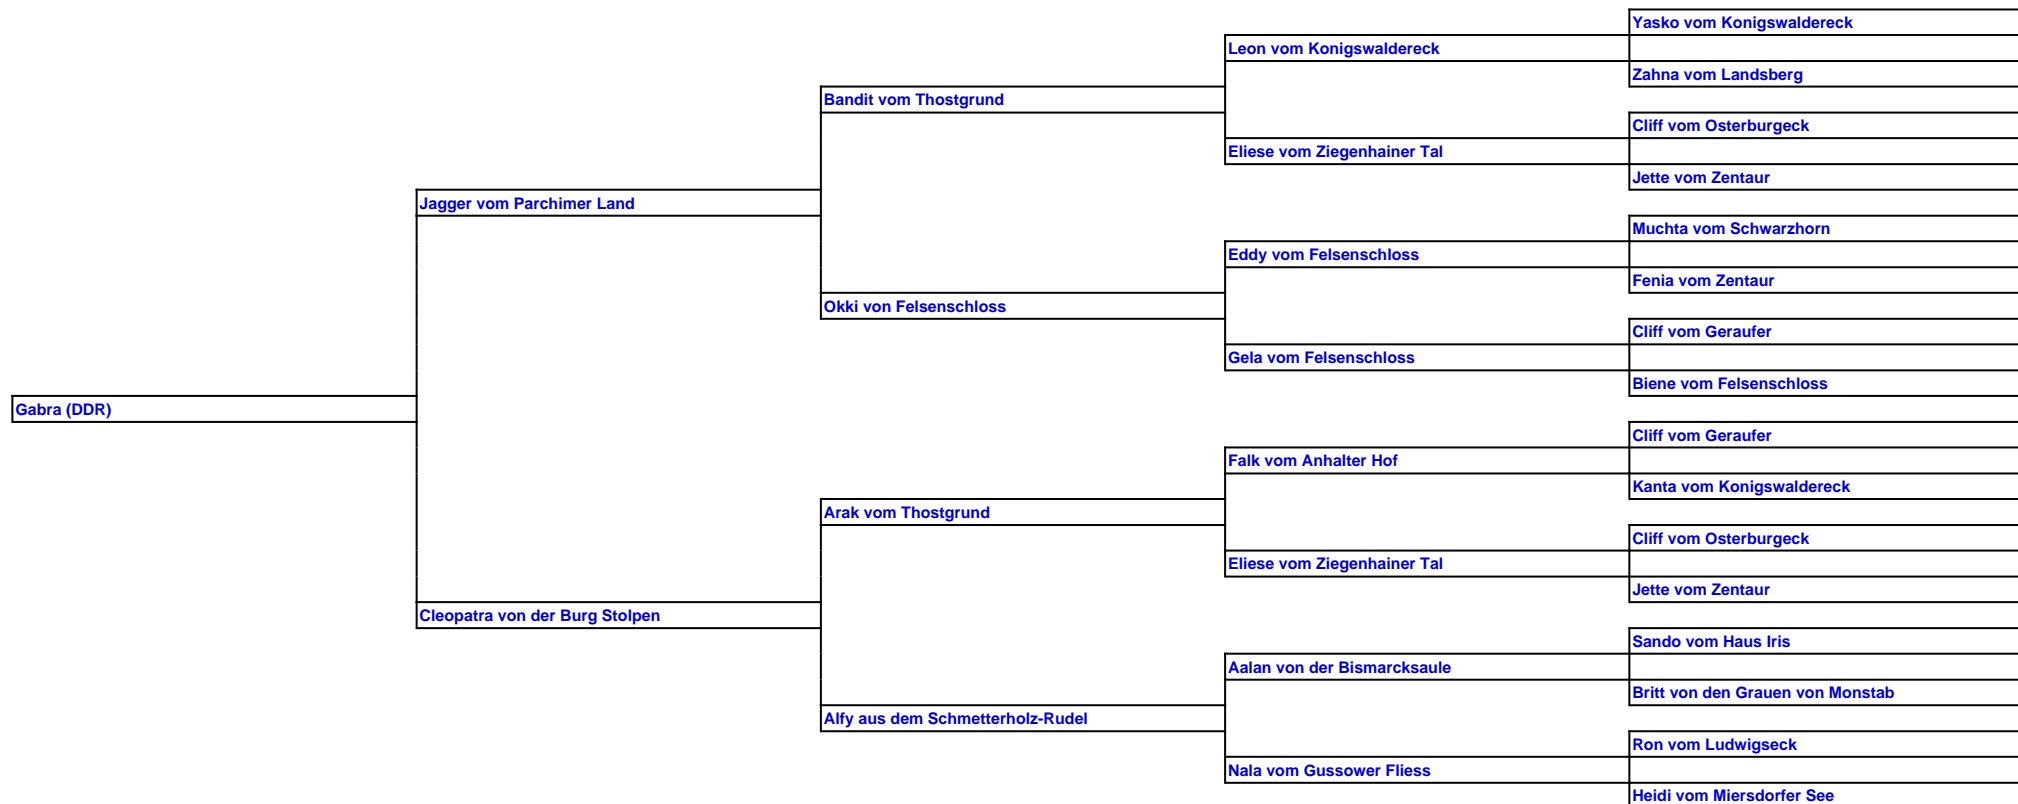 Yasko vom Konigswaldereck
Leon vom Konigswaldereck
Zahna vom Landsberg
Bandit vom Thostgrund
Cliff vom Osterburgeck
Eliese vom Ziegenhainer Tal
Jette vom Zentaur
Jagger vom Parchimer Land
Muchta vom Schwarzhorn
Eddy vom Felsenschloss
Fenia vom Zentaur
Okki von Felsenschloss
Cliff vom Geraufer
Gela vom Felsenschloss
Biene vom Felsenschloss
Gabra (DDR)
Cliff vom Geraufer
Falk vom Anhalter Hof
Kanta vom Konigswaldereck
Arak vom Thostgrund
Cliff vom Osterburgeck
Eliese vom Ziegenhainer Tal
Jette vom Zentaur
Cleopatra von der Burg Stolpen
Sando vom Haus Iris
Aalan von der Bismarcksaule
Britt von den Grauen von Monstab
Alfy aus dem Schmetterholz-Rudel
Ron vom Ludwigseck
Nala vom Gussower Fliess
Heidi vom Miersdorfer See